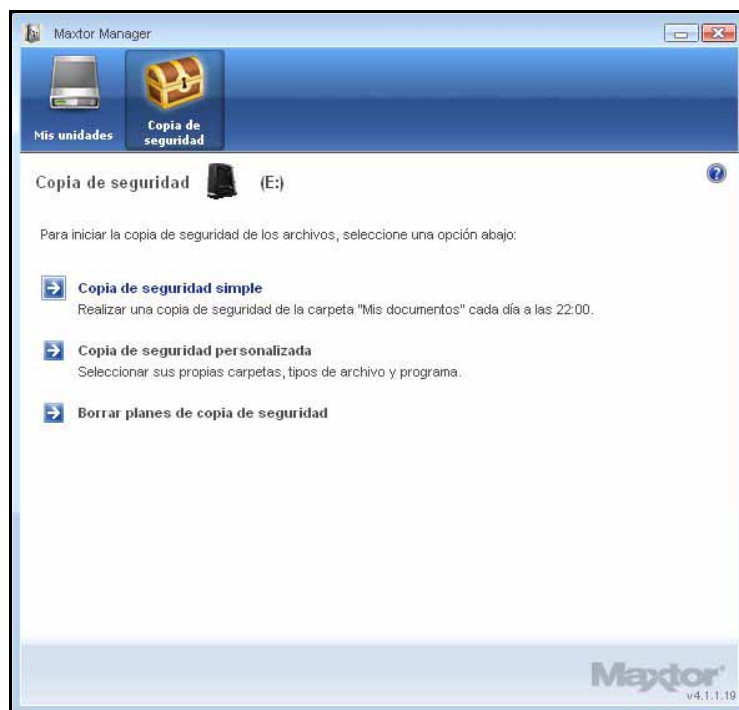 Maxtor Manager
Mis unidades
Copia de
seguridad
Copia de seguridad (E:)
?
Para iniciar la copia de seguridad de los archivos, seleccione una opción abajo:
Copia de seguridad simple
Realizar una copia de seguridad de la carpeta "Mis documentos" cada día a las 22:00.
Copia de seguridad personalizada
Seleccionar sus propias carpetas, tipos de archivo y programa.
Borrar planes de copia de seguridad
Maxtor
v4.1.1.19